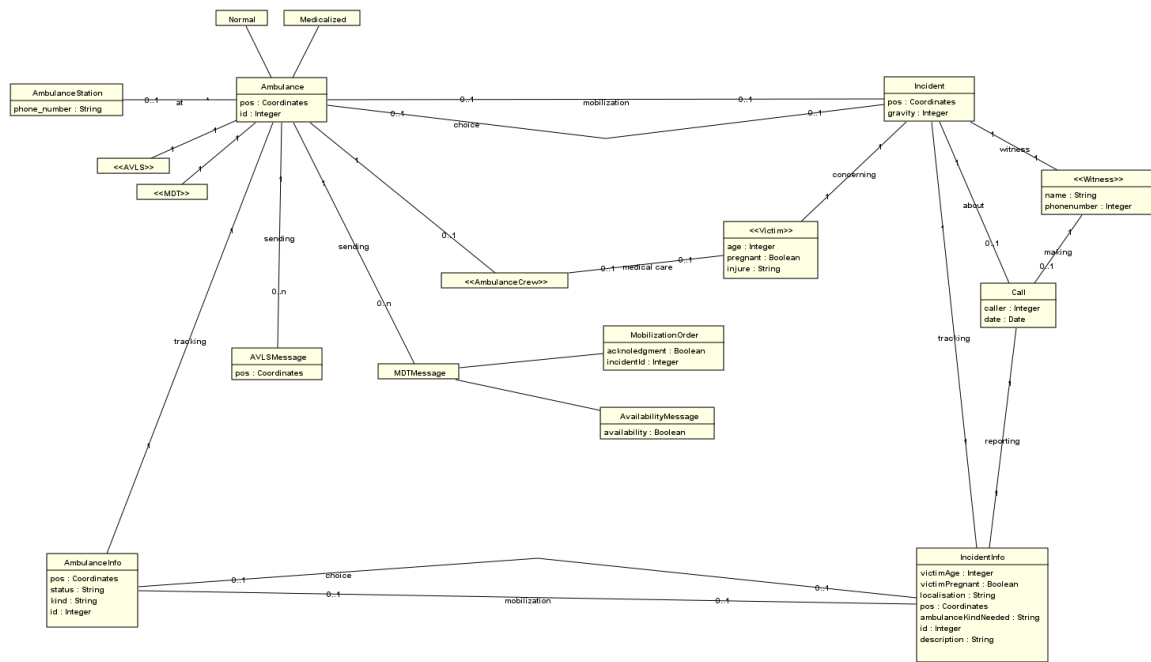 Normal
Medicalized
AmbulanceStation
phone_number : String
0..1
at
*
Ambulance
pos : Coordinates
id : Integer
0..1
mobilization
0..1
0..1
choice
0..1
Incident
pos : Coordinates
gravity : Integer
1
1
<<AVLS>>
1
1
<<MDT>>
1
sending
0..n
1
sending
0..n
1
0..1
<<AmbulanceCrew>>
0..1
medical care
0..1
1
concerning
1
<<Victim>>
age : Integer
pregnant : Boolean
injure : String
1
witness
1
<<Witness>>
name : String
phonenumber : Integer
1
making
0..1
1
about
0..1
Call
caller : Integer
date : Date
1
tracking
1
AVLSMessage
pos : Coordinates
MDTMessage
MobilizationOrder
acknoledgment : Boolean
incidentId : Integer
AvailabilityMessage
availability : Boolean
1
tracking
1
1
reporting
1
AmbulanceInfo
pos : Coordinates
status : String
kind : String
id : Integer
0..1
choice
0..1
0..1
mobilization
0..1
IncidentInfo
victimAge : Integer
victimPregnant : Boolean
localisation : String
pos : Coordinates
ambulanceKindNeeded : String
id : Integer
description : String